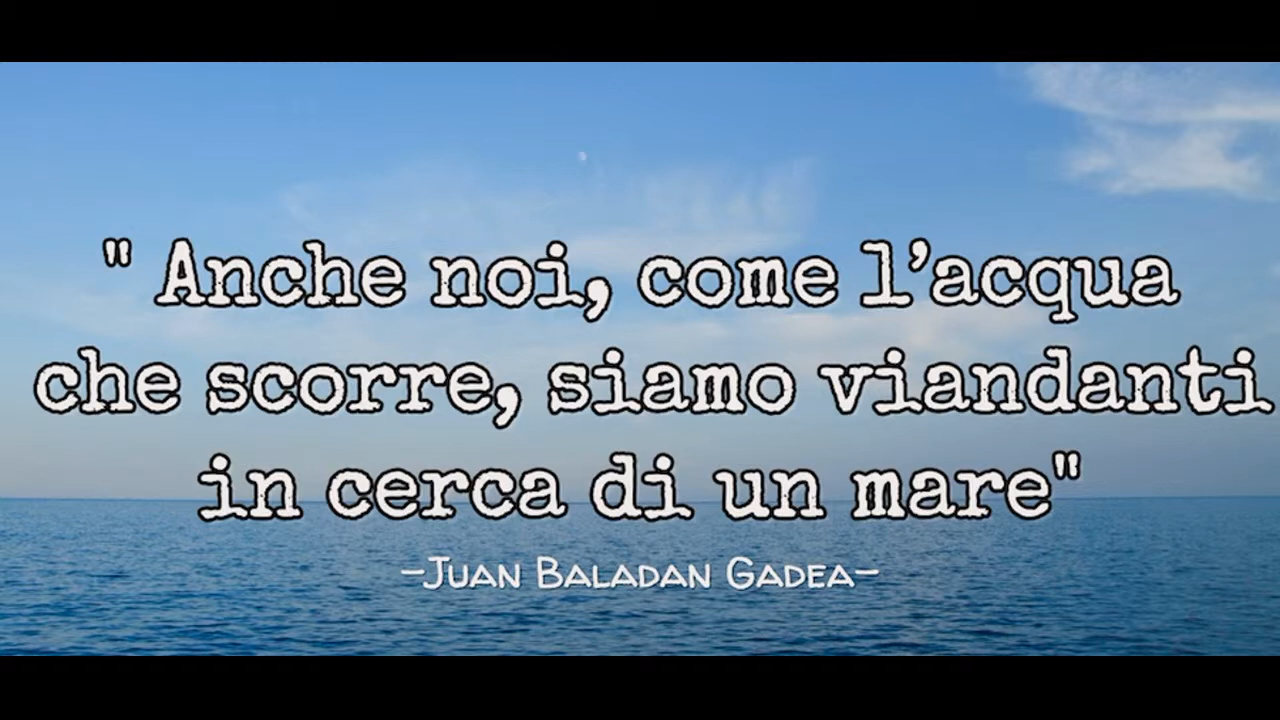 " Anche noi, come l’acqua
che scorre, siamo viandanti
in cerca di un mare"
–Juan Baladan Gadea–